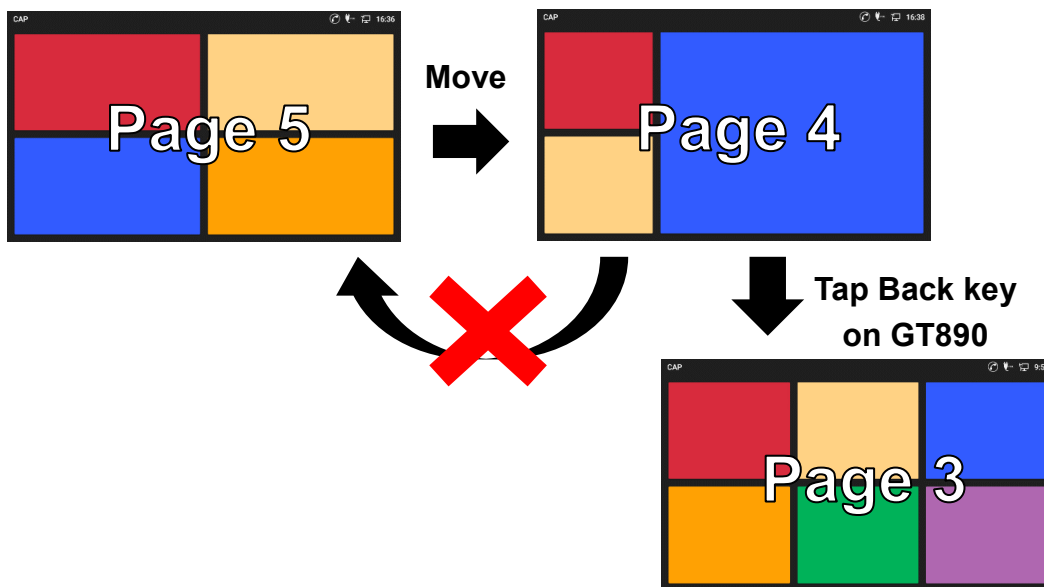 CAP 16:36
Page 5
Move
CAP 16:38
Page 4
Tap Back key
on GT890
CAP
Page 3